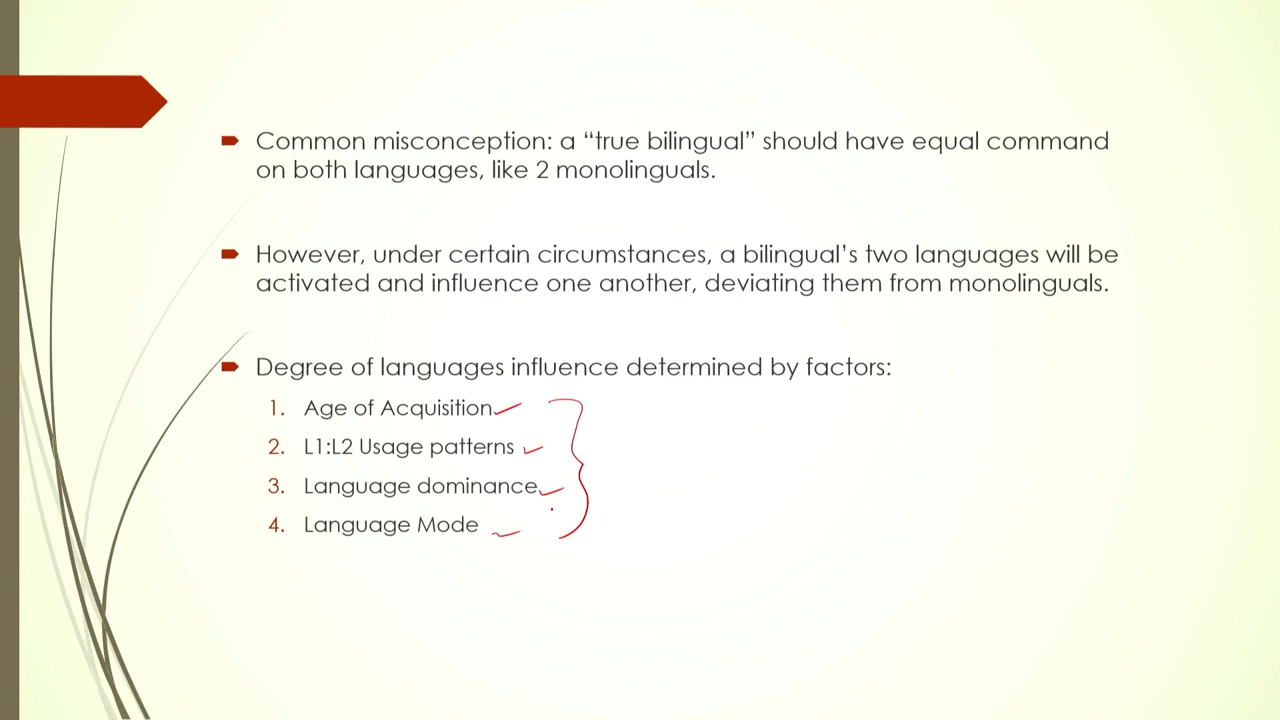 Common misconception: a “true bilingual” should have equal command
on both languages, like 2 monolinguals.
However, under certain circumstances, a bilingual’s two languages will be
activated and influence one another, deviating them from monolinguals.
Degree of languages influence determined by factors:
1. Age of Acquisition
2. L1:L2 Usage patterns
3. Language dominance
4. Language Mode